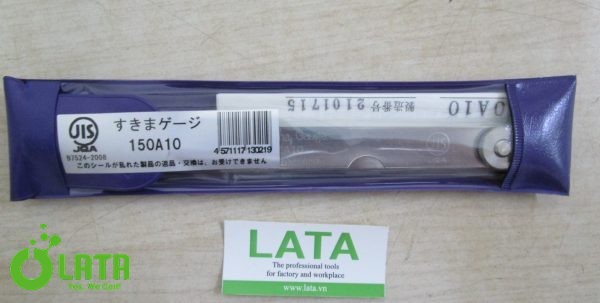 JIS
JQA
B7524-2008
すきまゲージ
150A10
4571117130219
このシールが乱れた製品の返品・交換は、お受けできません
製造番号 2101715
0A10
LATA
The professional tools
for factory and workplace
www.lata.vn
LATA